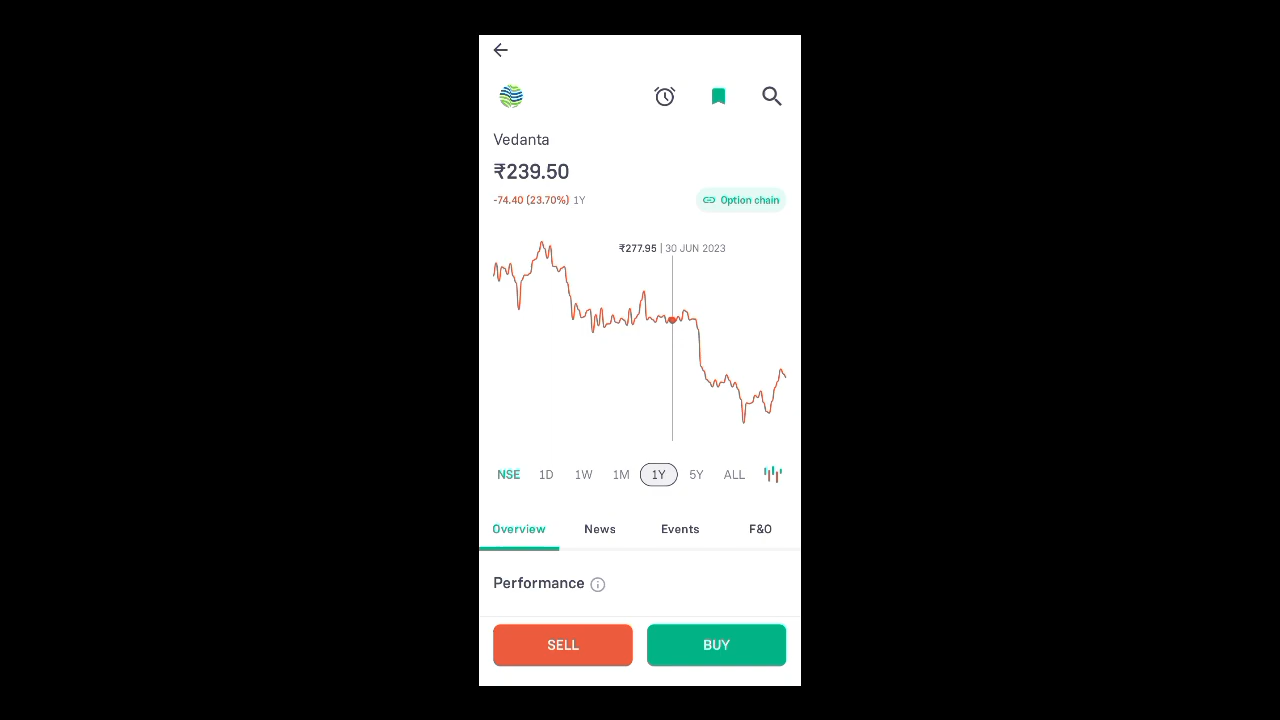 Vedanta
₹239.50
-74.40 (23.70%) 1Y
Option chain
₹277.95 | 30 JUN 2023
NSE 1D 1W 1M 1Y 5Y ALL
Overview News Events F&O
Performance
SELL BUY